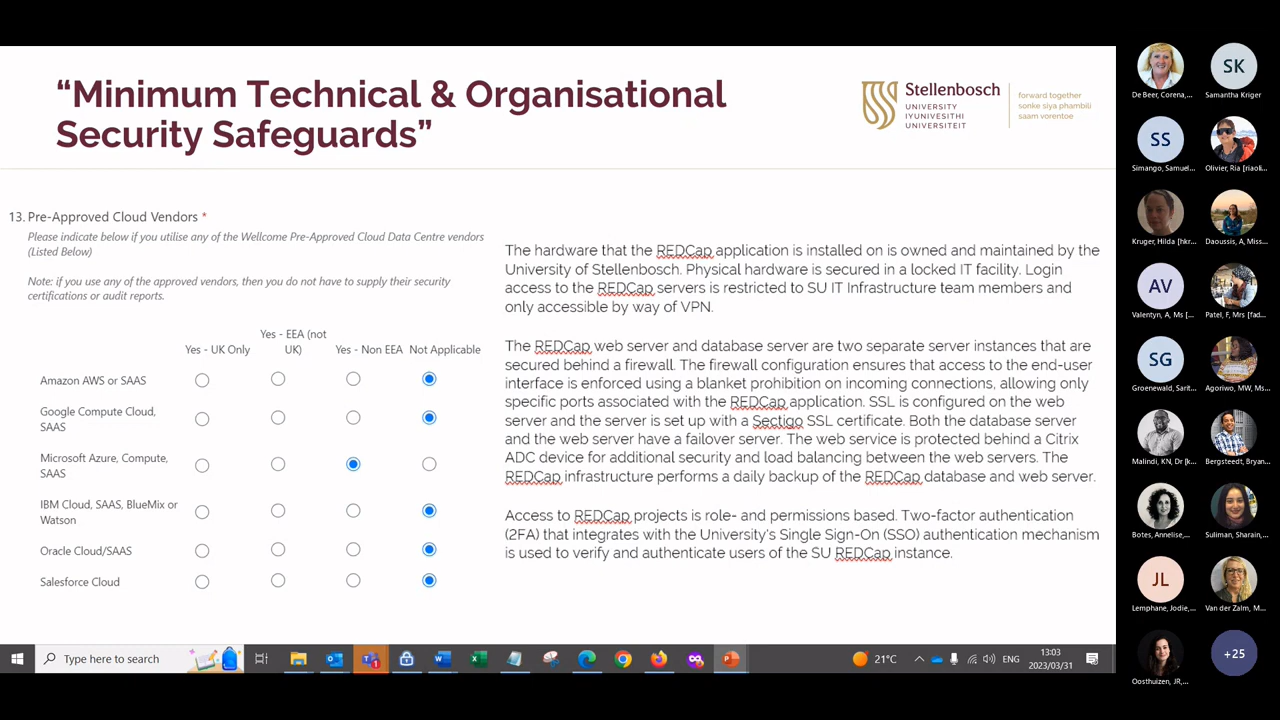 “Minimum Technical & Organisational
Security Safeguards”
Stellenbosch
UNIVERSITY
IYUNIVESITHI
UNIVERSITEIT
forward together
sonke siya phambili
saam vorentoe
13. Pre-Approved Cloud Vendors *
Please indicate below if you utilise any of the Wellcome Pre-Approved Cloud Data Centre vendors
(Listed Below)
Note: if you use any of the approved vendors, then you do not have to supply their security
certifications or audit reports.
Yes - UK Only
Yes - EEA (not
UK)
Yes - Non EEA
Not Applicable
Amazon AWS or SAAS
Google Compute Cloud,
SAAS
Microsoft Azure, Compute,
SAAS
IBM Cloud, SAAS, BlueMix or
Watson
Oracle Cloud/SAAS
Salesforce Cloud
The hardware that the REDCap application is installed on is owned and maintained by the
University of Stellenbosch. Physical hardware is secured in a locked IT facility. Login
access to the REDCap servers is restricted to SU IT Infrastructure team members and
only accessible by way of VPN.
The REDCap web server and database server are two separate server instances that are
secured behind a firewall. The firewall configuration ensures that access to the end-user
interface is enforced using a blanket prohibition on incoming connections, allowing only
specific ports associated with the REDCap application. SSL is configured on the web
server and the server is set up with a Sectigo SSL certificate. Both the database server
and the web server have a failover server. The web service is protected behind a Citrix
ADC device for additional security and load balancing between the web servers. The
REDCap infrastructure performs a daily backup of the REDCap database and web server.
Access to REDCap projects is role- and permissions based. Two-factor authentication
(2FA) that integrates with the University's Single Sign-On (SSO) authentication mechanism
is used to verify and authenticate users of the SU REDCap instance.
Type here to search
21°C
ENG
13:03
2023/03/31
De Beer, Corena,...
SK
Samantha Kriger
SS
Simango, Samuel...
Olivier, Ria [riaoli...
Kruger, Hilda [hkr...
Daoussis, A, Miss...
AV
Valentyn, A, Ms [...
Patel, F, Mrs [fad...
SG
Groenewald, Sarit...
Agoriwo, MW, Ms...
Malindi, KN, Dr [k...
Bergsteedt, Bryan...
Botes, Annelise,...
Suliman, Sharain,...
JL
Lemphane, Jodie,...
Van der Zalm, M...
Oosthuizen, JR,...
+25